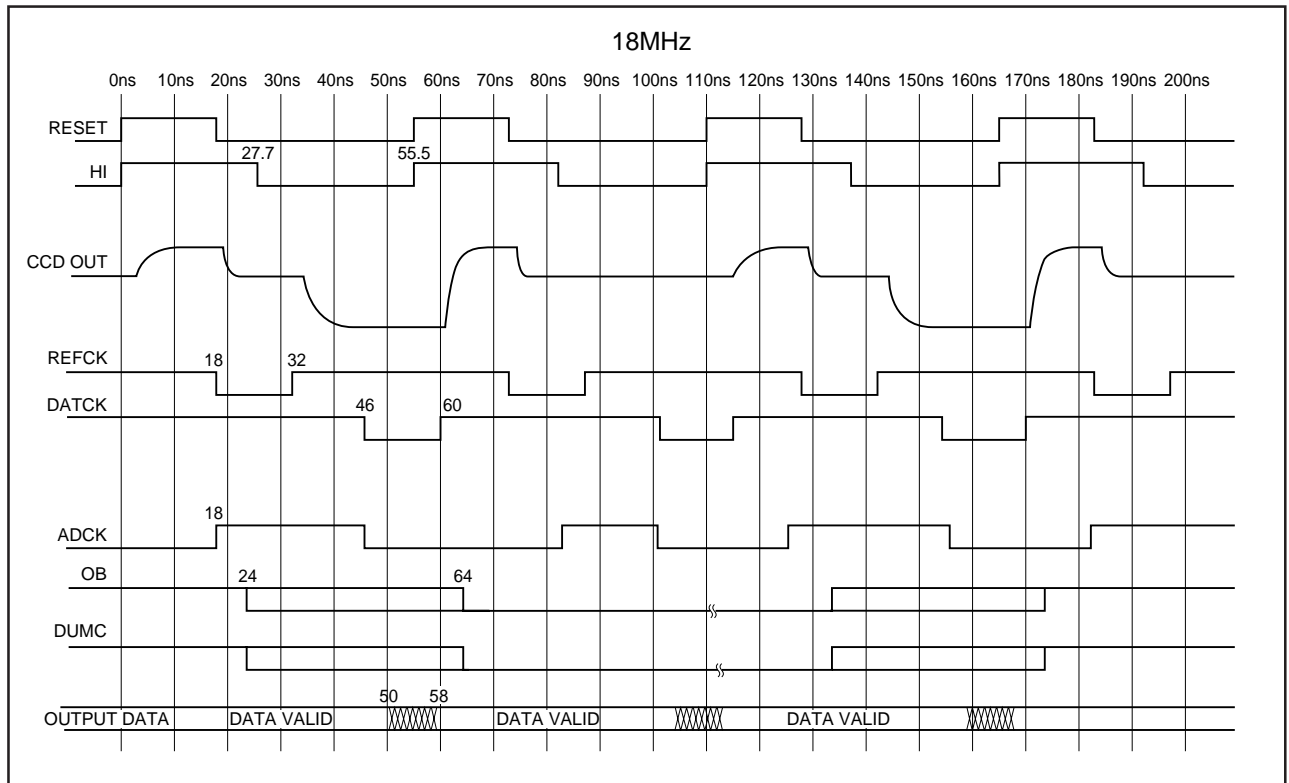 18MHz
0ns 10ns 20ns 30ns 40ns 50ns 60ns 70ns 80ns 90ns 100ns 110ns 120ns 130ns 140ns 150ns 160ns 170ns 180ns 190ns 200ns
RESET
27.7 55.5
HI
CCD OUT
REFCK 18 32
DATCK 46 60
18
ADCK
OB 24 64
DUMC
50 58
OUTPUT DATA DATA VALID DATA VALID DATA VALID